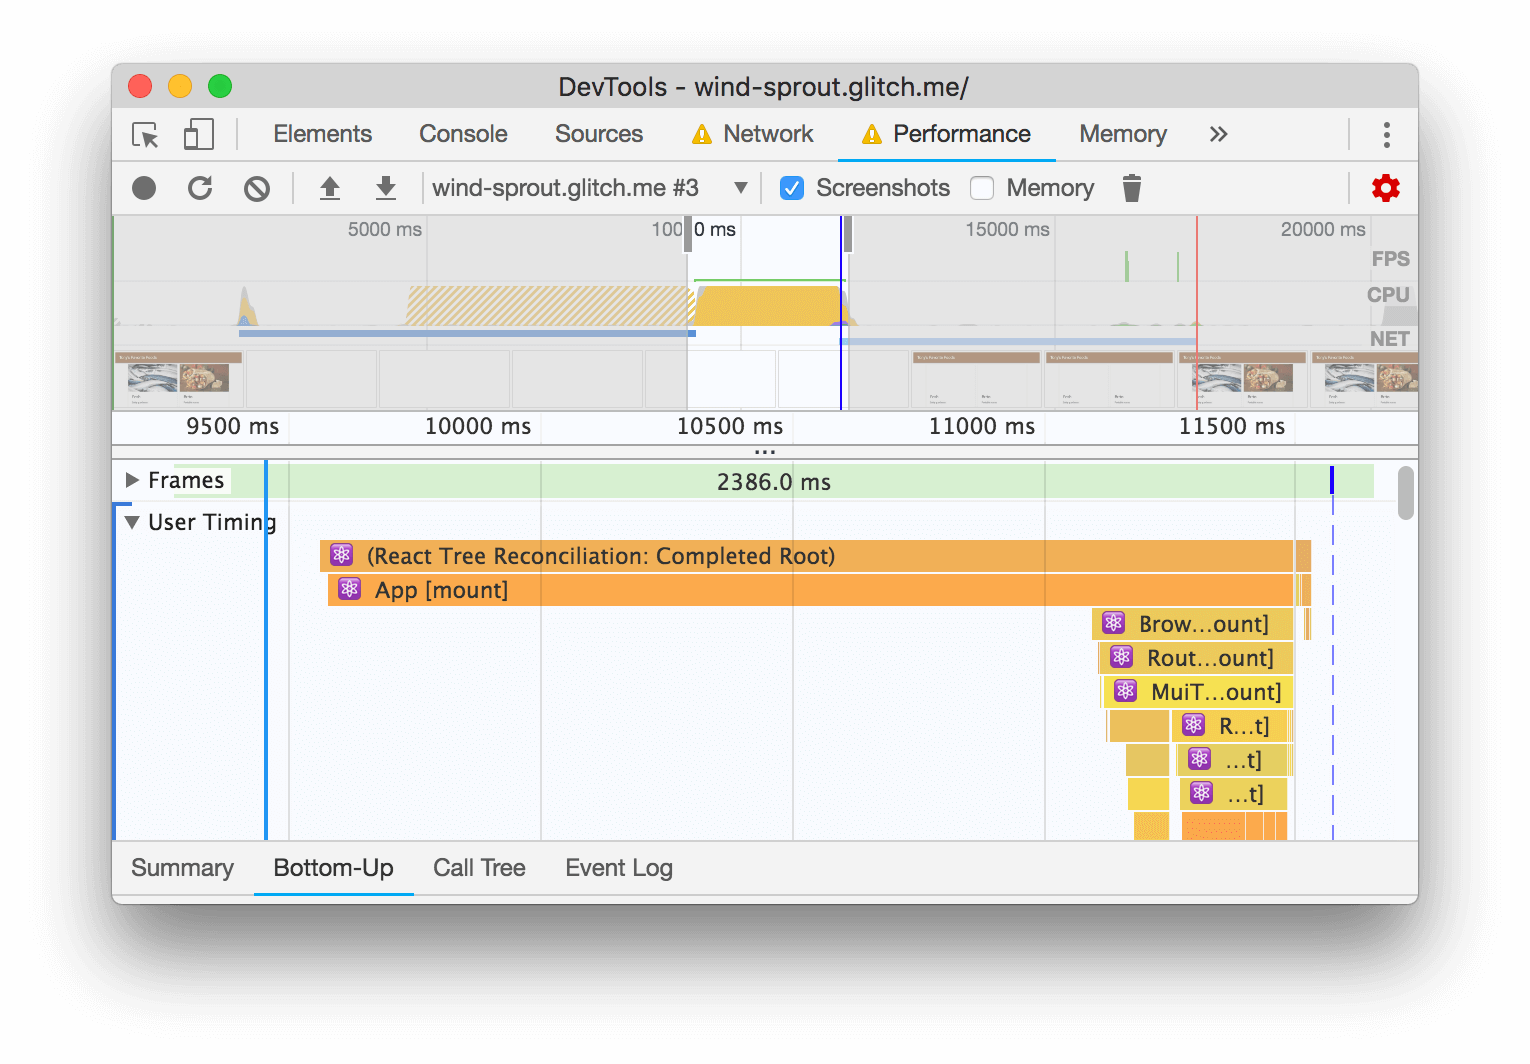 DevTools - wind-sprout.glitch.me/
Elements Console Sources Network Performance Memory »
wind-sprout.glitch.me #3 Screenshots Memory
5000 ms 100 0 ms 15000 ms 20000 ms
FPS
CPU
NET
9500 ms 10000 ms 10500 ms 11000 ms 11500 ms
...
Frames 2386.0 ms
User Timing
(React Tree Reconciliation: Completed Root)
App [mount]
Brow...ount]
Rout...ount]
MuiT...ount]
R...t]
...t]
...t]
Summary Bottom-Up Call Tree Event Log